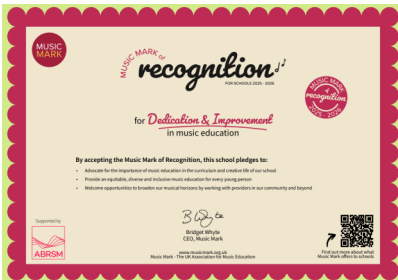 MUSIC
MARK
MUSIC MARK of
recognition
FOR SCHOOLS 2025 - 2026
MUSIC MARK
of
recognition
2025 - 2026
for Dedication & Improvement
in music education
By accepting the Music Mark of Recognition, this school pledges to:
• Advocate for the importance of music education in the curriculum and creative life of our school
• Provide an equitable, diverse and inclusive music education for every young person
• Welcome opportunities to broaden our musical horizons by working with providers in our community and beyond
B Whyte
Bridget Whyte
CEO, Music Mark
Supported by
ABRSM
www.musicmark.org.uk
Music Mark - The UK Association for Music Education
Find out more about what
Music Mark offers to schools